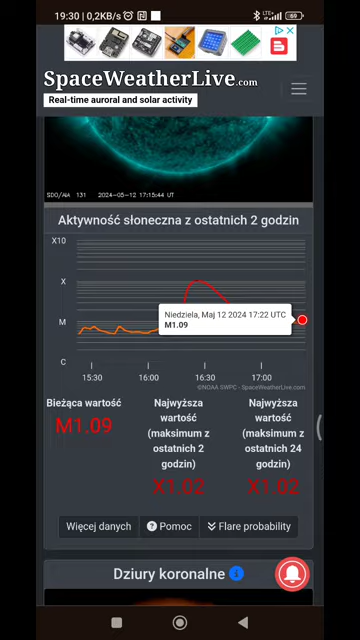 19:30 | 0,2KB/s
LTE+
69
SpaceWeatherLive.com
Real-time auroral and solar activity
SDO/AIA 131 2024-05-12 17:15:44 UT
Aktywność słoneczna z ostatnich 2 godzin
X10
X
Niedziela, Maj 12 2024 17:22 UTC
M1.09
M
C
15:30 16:00 16:30 17:00
©NOAA SWPC - SpaceWeatherLive.com
Bieżąca wartość
M1.09
Najwyższa
wartość
(maksimum z
ostatnich 2
godzin)
X1.02
Najwyższa
wartość
(maksimum z
ostatnich 24
godzin)
X1.02
Więcej danych
Pomoc
Flare probability
Dziury koronalne